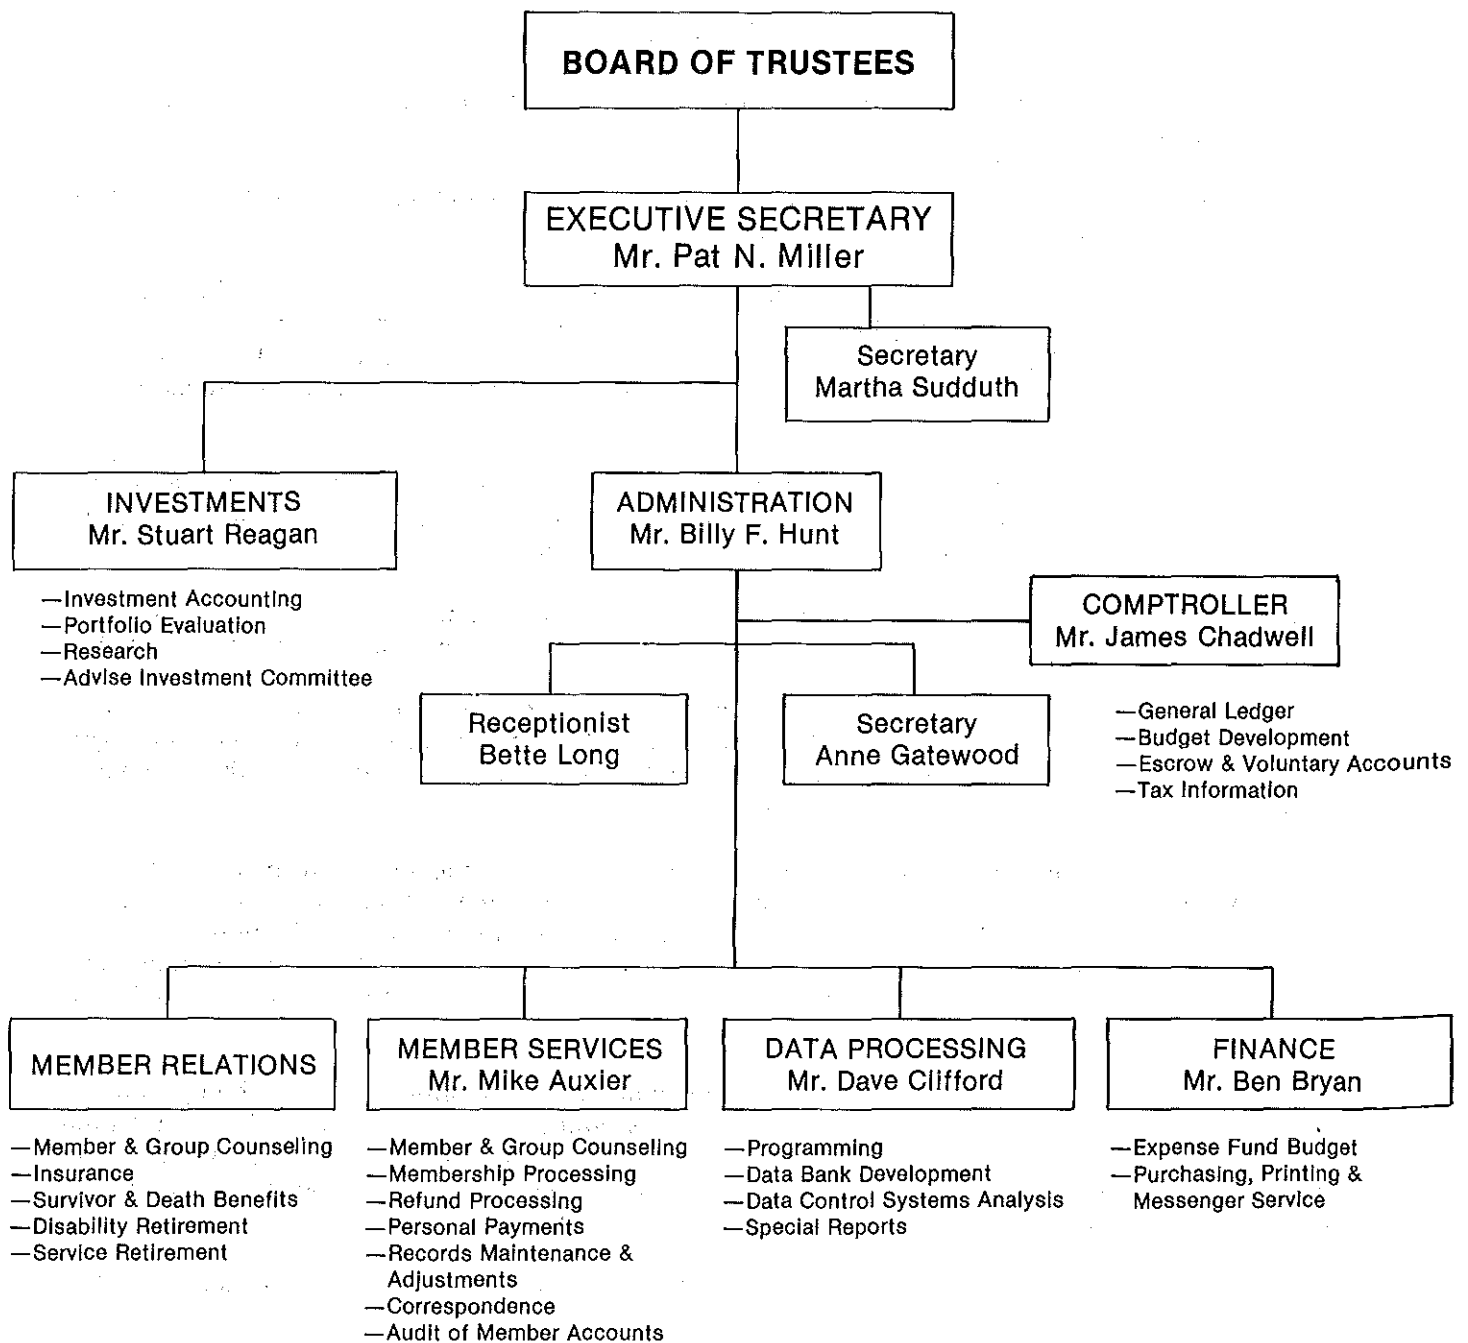 BOARD OF TRUSTEES
EXECUTIVE SECRETARY
Mr. Pat N. Miller
Secretary
Martha Sudduth
INVESTMENTS
Mr. Stuart Reagan
—Investment Accounting
—Portfolio Evaluation
—Research
—Advise Investment Committee
ADMINISTRATION
Mr. Billy F. Hunt
COMPTROLLER
Mr. James Chadwell
—General Ledger
—Budget Development
—Escrow & Voluntary Accounts
—Tax Information
Receptionist
Bette Long
Secretary
Anne Gatewood
MEMBER RELATIONS
—Member & Group Counseling
—Insurance
—Survivor & Death Benefits
—Disability Retirement
—Service Retirement
MEMBER SERVICES
Mr. Mike Auxier
—Member & Group Counseling
—Membership Processing
—Refund Processing
—Personal Payments
—Records Maintenance &
Adjustments
—Correspondence
—Audit of Member Accounts
DATA PROCESSING
Mr. Dave Clifford
—Programming
—Data Bank Development
—Data Control Systems Analysis
—Special Reports
FINANCE
Mr. Ben Bryan
—Expense Fund Budget
—Purchasing, Printing &
Messenger Service